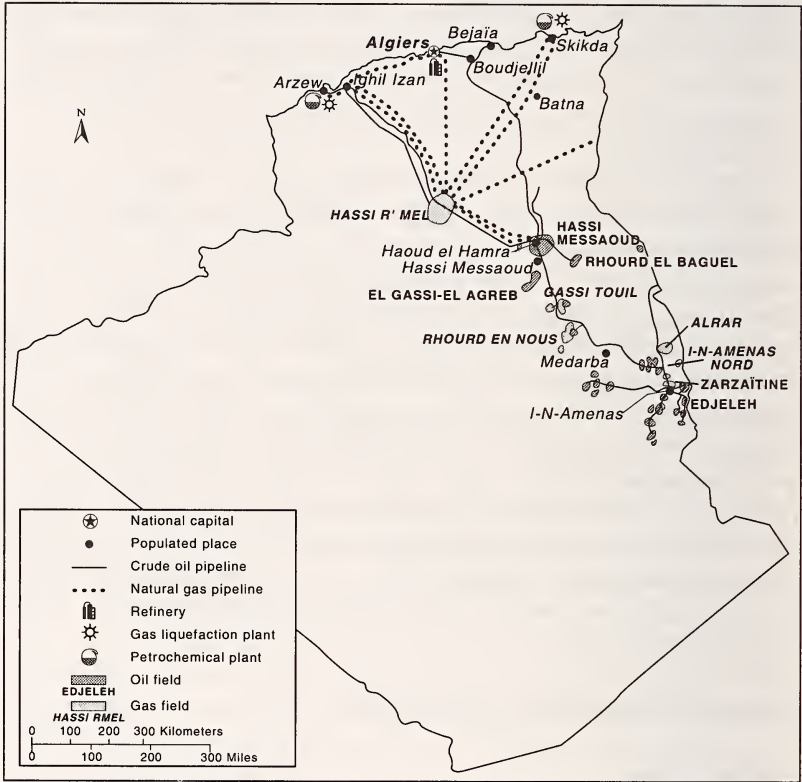 Bejaïa
Skikda
Algiers
Boudjellil
Arzew
Ighil Izan
Batna
N
HASSI R' MEL
HASSI
MESSAOUD
Haoud el Hamra
Hassi Messaoud
RHOURD EL BAGUEL
EL GASSI-EL AGREB
GASSI TOUIL
RHOURD EN NOUS
ALRAR
I-N-AMENAS
NORD
Medarba
ZARZAÏTINE
EDJELEH
I-N-Amenas
National capital
Populated place
Crude oil pipeline
Natural gas pipeline
Refinery
Gas liquefaction plant
Petrochemical plant
Oil field
EDJELEH
Gas field
HASSI RMEL
0 100 200 300 Kilometers
0 100 200 300 Miles